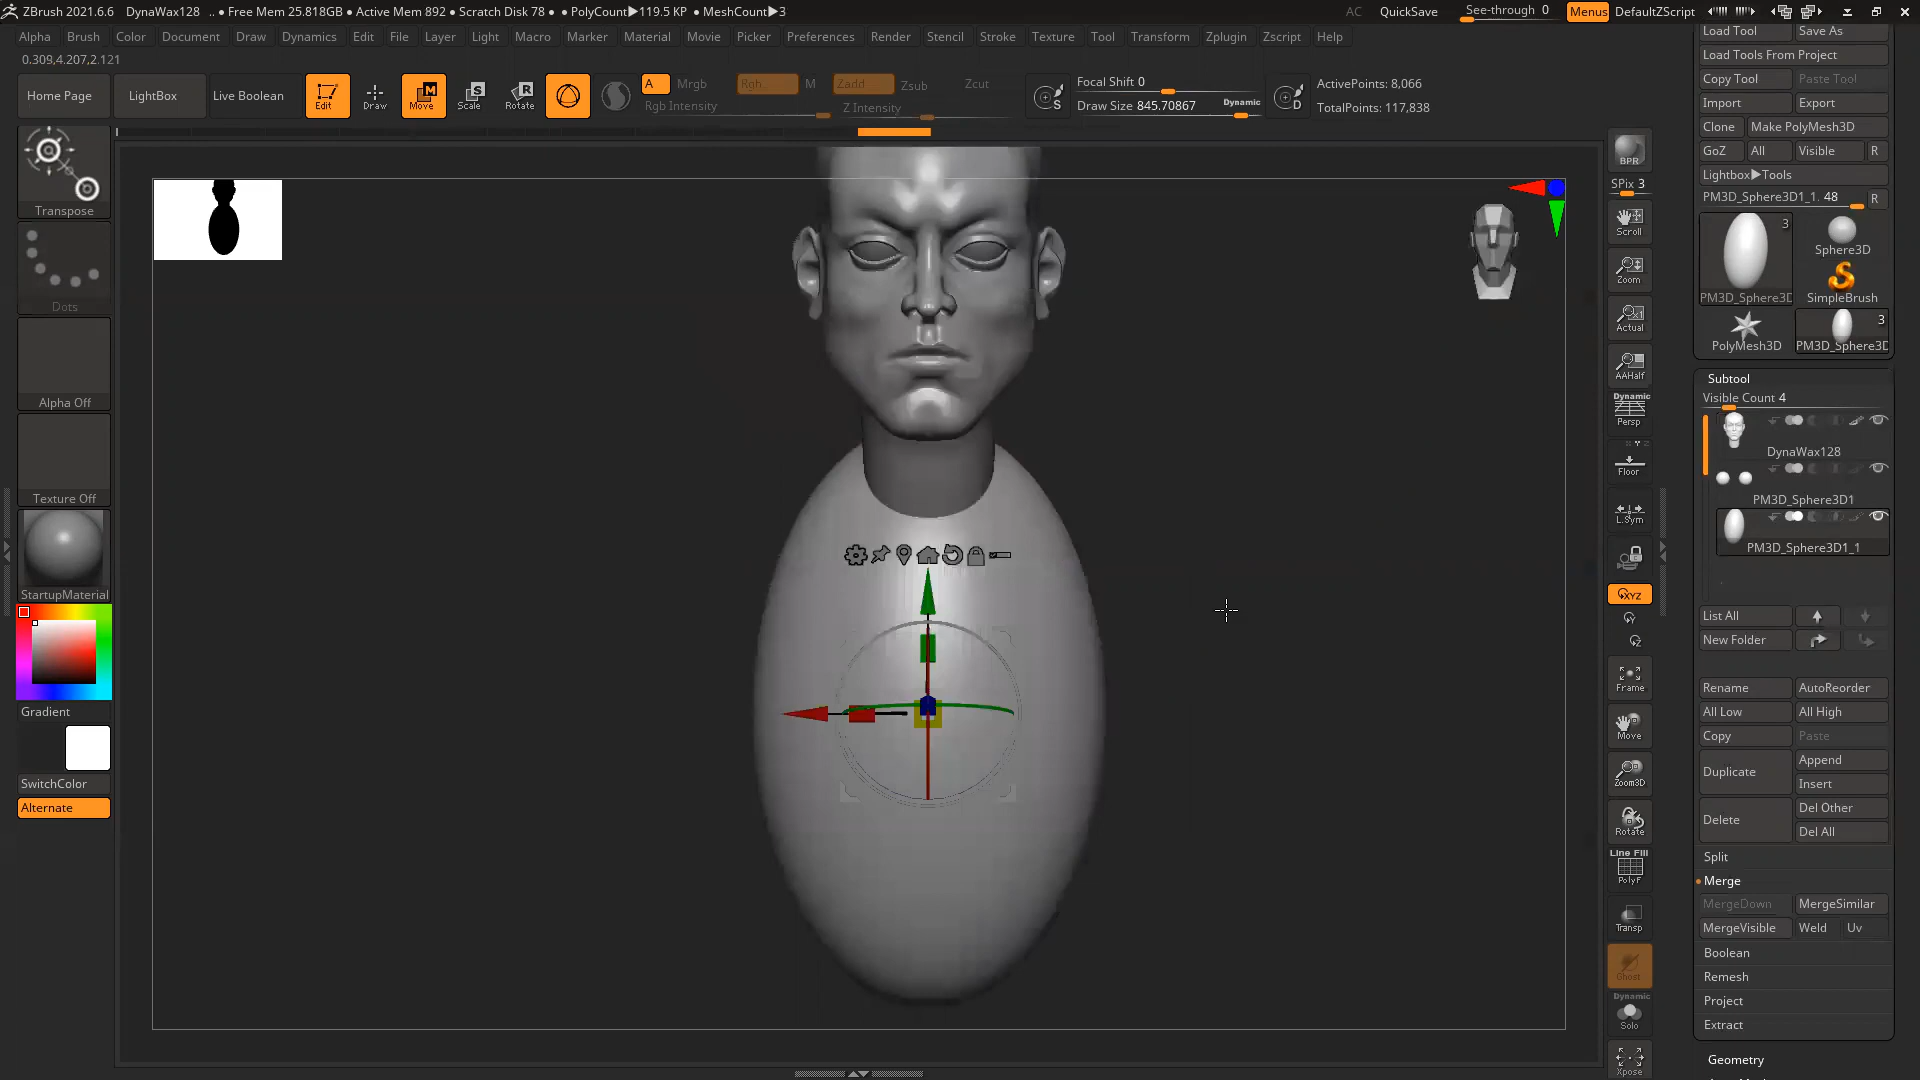 ZBrush 2021.6.6 DynaWax128 .. ● Free Mem 25.818GB ● Active Mem 892 ● Scratch Disk 78 ● ● PolyCount▶119.5 KP ● MeshCount▶3 AC QuickSave See-through 0 Menus DefaultZScript
Alpha Brush Color Document Draw Dynamics Edit File Layer Light Macro Marker Material Movie Picker Preferences Render Stencil Stroke Texture Tool Transform Zplugin Zscript Help
0.309,4.207,2.121
Home Page LightBox Live Boolean Edit Draw Move Scale Rotate
M S R
A Mrgb Rgb M Zadd Zsub Zcut
Rgb Intensity Z Intensity
S Focal Shift 0
Draw Size 845.70867 Dynamic
D ActivePoints: 8,066
TotalPoints: 117,838
Transpose
Dots
Alpha Off
Texture Off
StartupMaterial
Gradient
SwitchColor
Alternate
BPR
SPix 3
Scroll
Zoom
Actual
AAHalf
Dynamic
Persp
Floor
L.Sym
XYZ
Frame
Move
Zoom3D
Rotate
Line Fill
PolyF
Transp
Ghost
Dynamic
Solo
Xpose
Load Tool Save As
Load Tools From Project
Copy Tool Paste Tool
Import Export
Clone Make PolyMesh3D
GoZ All Visible R
Lightbox▶Tools
PM3D_Sphere3D1_1. 48 R
3
PM3D_Sphere3D
Sphere3D
SimpleBrush
PolyMesh3D
3
PM3D_Sphere3D
Subtool
Visible Count 4
DynaWax128
PM3D_Sphere3D1
PM3D_Sphere3D1_1
List All
New Folder
Rename AutoReorder
All Low All High
Copy Paste
Duplicate Append
Insert
Delete Del Other
Del All
Split
Merge
MergeDown MergeSimilar
MergeVisible Weld Uv
Boolean
Remesh
Project
Extract
Geometry